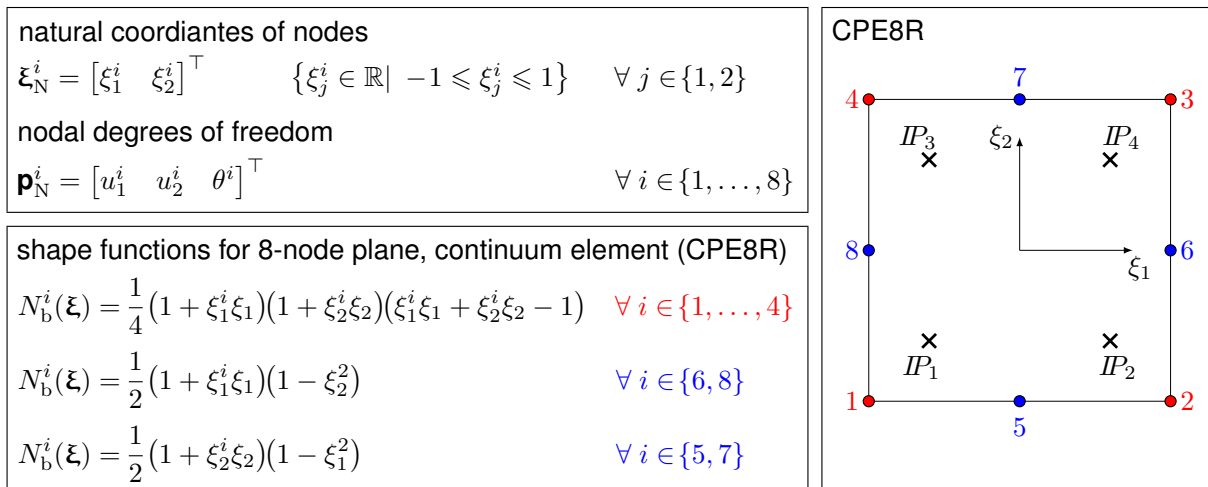 natural coordiantes of nodes
𝛏_N^i = [ξ_1^i ξ_2^i]^⊤ {ξ_j^i ∈ ℝ| −1 ⩽ ξ_j^i ⩽ 1} ∀ j ∈ {1, 2}
nodal degrees of freedom
𝐩_N^i = [u_1^i u_2^i θ^i]^⊤ ∀ i ∈ {1, . . . , 8}
shape functions for 8-node plane, continuum element (CPE8R)
N_b^i(𝛏) = 1/4 (1 + ξ_1^i ξ_1)(1 + ξ_2^i ξ_2)(ξ_1^i ξ_1 + ξ_2^i ξ_2 − 1) ∀ i ∈ {1, . . . , 4}
N_b^i(𝛏) = 1/2 (1 + ξ_1^i ξ_1)(1 − ξ_2^2) ∀ i ∈ {6, 8}
N_b^i(𝛏) = 1/2 (1 + ξ_2^i ξ_2)(1 − ξ_1^2) ∀ i ∈ {5, 7}
CPE8R
7
4 3
IP_3 ξ_2 IP_4
8 ξ_1 6
IP_1 IP_2
1 2
5